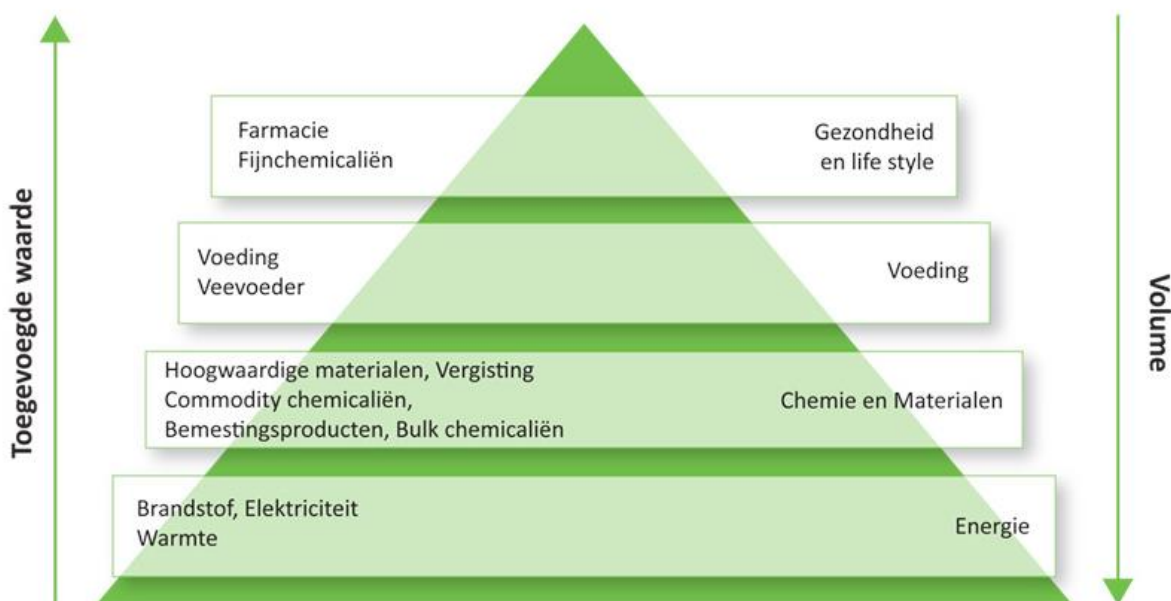 Toegevoegde waarde
Farmacie
Fijnchemicaliën
Gezondheid
en life style
Voeding
Veevoeder
Voeding
Hoogwaardige materialen, Vergisting
Commodity chemicaliën,
Bemestingsproducten, Bulk chemicaliën
Chemie en Materialen
Brandstof, Elektriciteit
Warmte
Energie
Volume